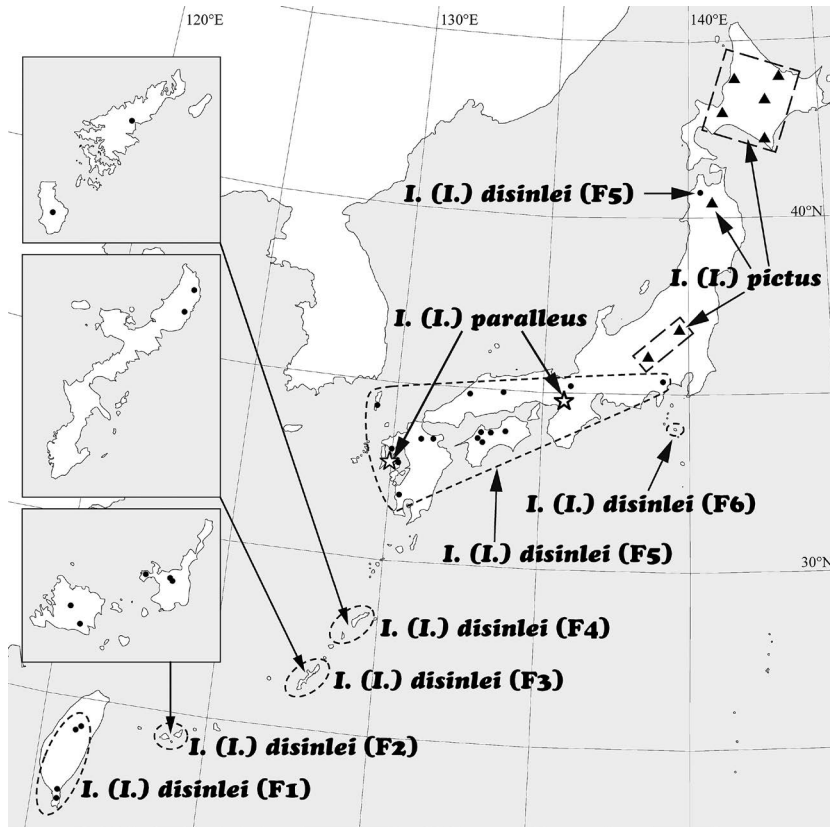 120°E
130°E
140°E
I. (I.) disinlei (F5)
40°N
I. (I.) pictus
I. (I.) paralleus
I. (I.) disinlei (F6)
I. (I.) disinlei (F5)
30°N
I. (I.) disinlei (F4)
I. (I.) disinlei (F3)
I. (I.) disinlei (F2)
I. (I.) disinlei (F1)